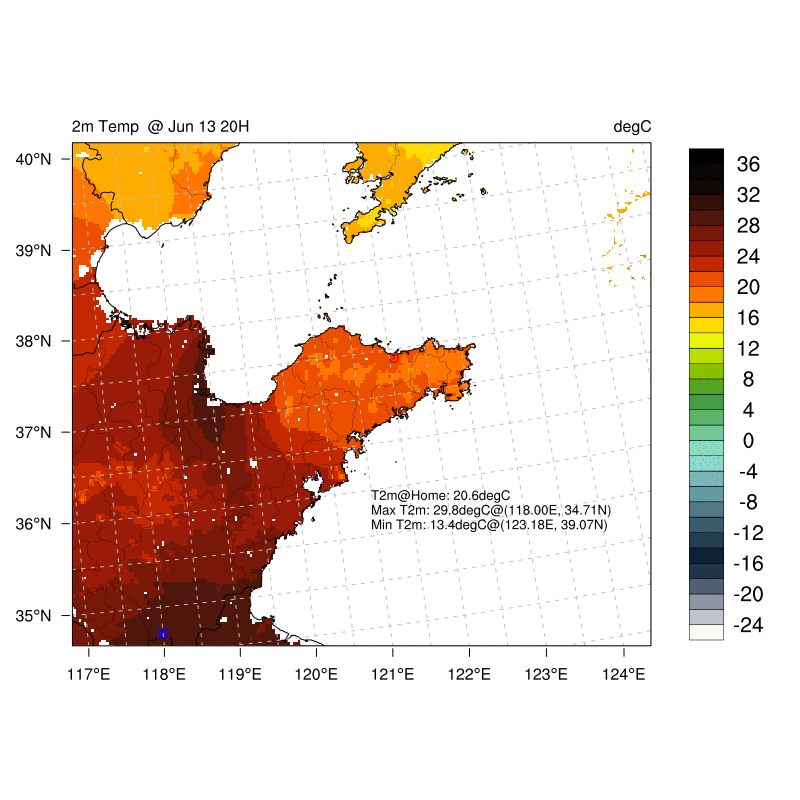 2m Temp @ Jun 13 20H
degC
40°N
39°N
38°N
37°N
36°N
35°N
117°E
118°E
119°E
120°E
121°E
122°E
123°E
124°E
T2m@Home: 20.6degC
Max T2m: 29.8degC@(118.00E, 34.71N)
Min T2m: 13.4degC@(123.18E, 39.07N)
36
32
28
24
20
16
12
8
4
0
-4
-8
-12
-16
-20
-24